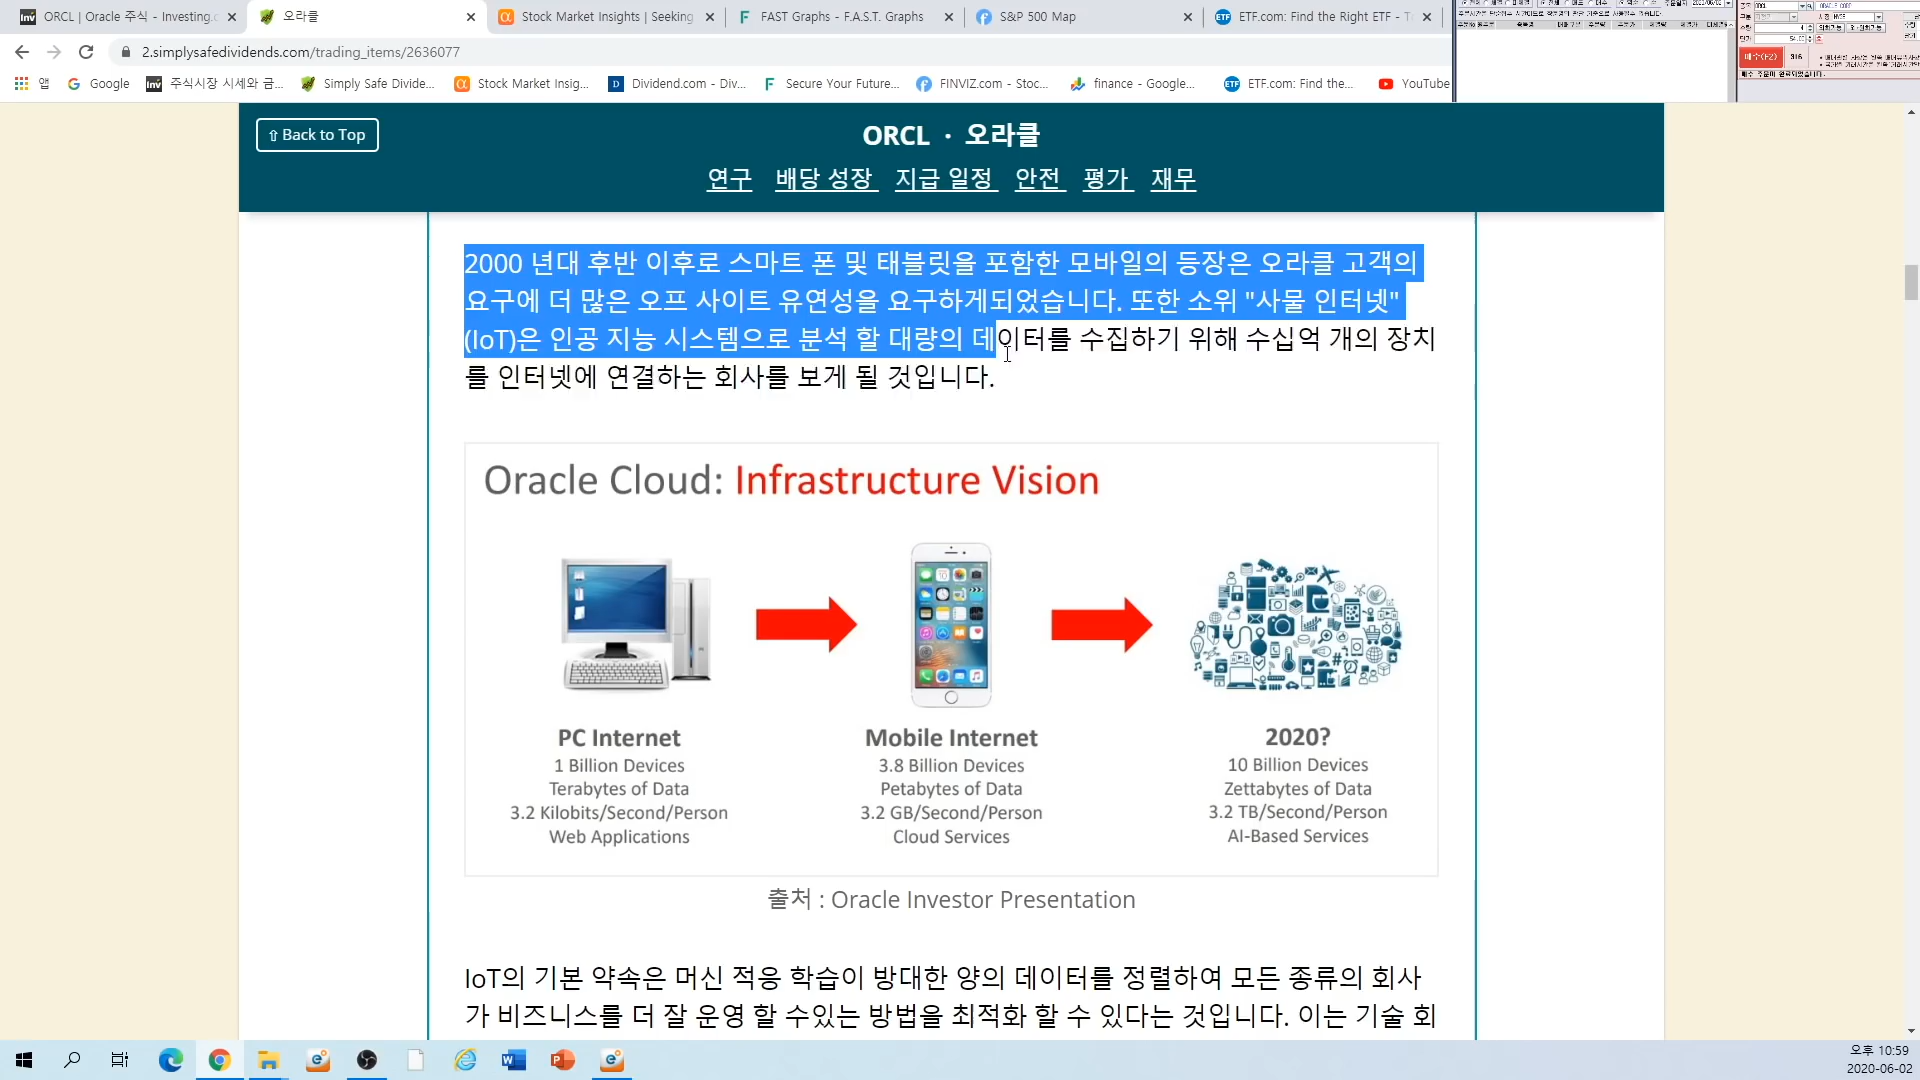 ORCL | Oracle 주식 - Investing.c
오라클
Stock Market Insights | Seeking
FAST Graphs - F.A.S.T. Graphs
S&P 500 Map
ETF.com: Find the Right ETF - T
2.simplysafedividends.com/trading_items/2636077
앱
Google
주식시장 시세와 금...
Simply Safe Divide...
Stock Market Insig...
Dividend.com - Div...
Secure Your Future...
FINVIZ.com - Stoc...
finance - Google...
ETF.com: Find the...
YouTube
⇧ Back to Top
ORCL · 오라클
연구 배당 성장 지급 일정 안전 평가 재무
2000 년대 후반 이후로 스마트 폰 및 태블릿을 포함한 모바일의 등장은 오라클 고객의
요구에 더 많은 오프 사이트 유연성을 요구하게되었습니다. 또한 소위 "사물 인터넷"
(IoT)은 인공 지능 시스템으로 분석 할 대량의 데이터를 수집하기 위해 수십억 개의 장치
를 인터넷에 연결하는 회사를 보게 될 것입니다.
Oracle Cloud: Infrastructure Vision
PC Internet
1 Billion Devices
Terabytes of Data
3.2 Kilobits/Second/Person
Web Applications
Mobile Internet
3.8 Billion Devices
Petabytes of Data
3.2 GB/Second/Person
Cloud Services
2020?
10 Billion Devices
Zettabytes of Data
3.2 TB/Second/Person
AI-Based Services
출처 : Oracle Investor Presentation
IoT의 기본 약속은 머신 적응 학습이 방대한 양의 데이터를 정렬하여 모든 종류의 회사
가 비즈니스를 더 잘 운영 할 수있는 방법을 최적화 할 수 있다는 것입니다. 이는 기술 회
오후 10:59
2020-06-02